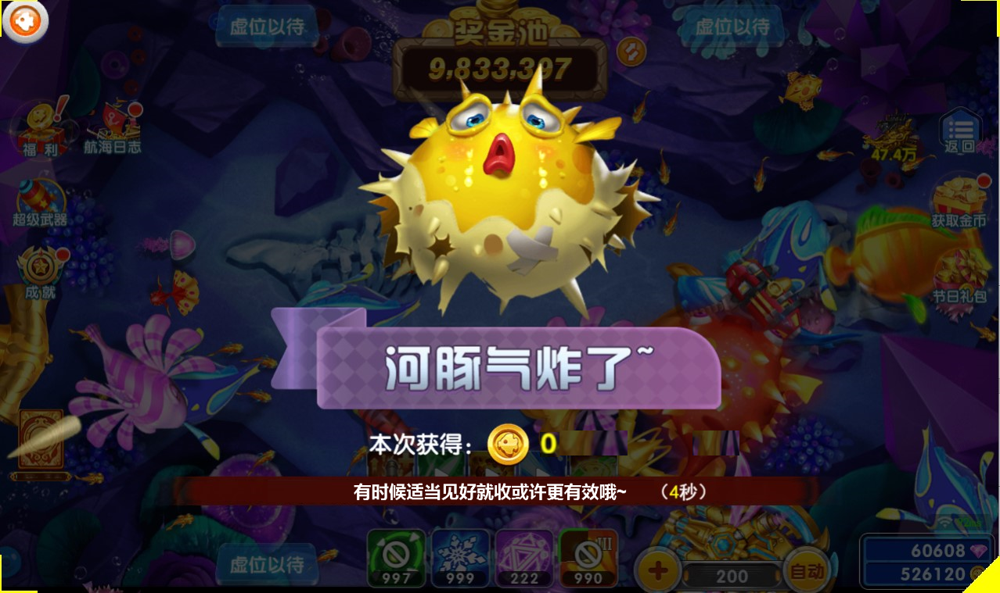 虚位以待
奖金池
虚位以待
9,833,397
福利
航海日志
47.4万
返回
超级武器
获取金币
成就
节日礼包
河豚气炸了~
本次获得：0
有时候适当见好就收或许更有效哦~ （4秒）
虚位以待
III
997
999
222
990
200
自动
60608
526120